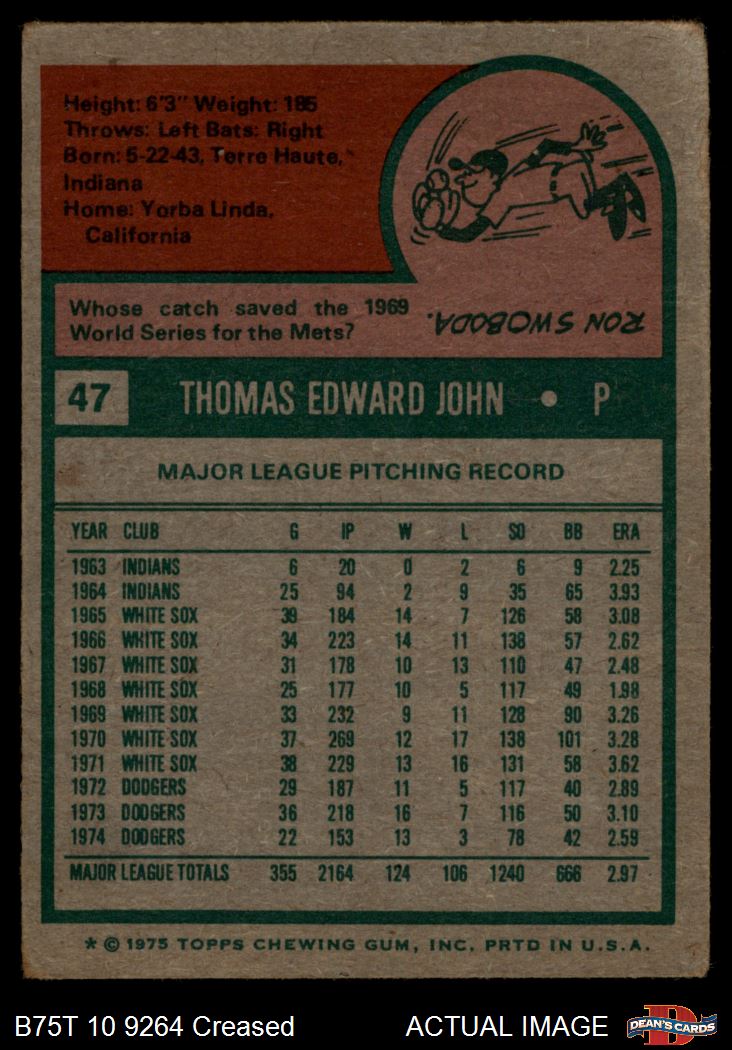 Height: 6'3" Weight: 185
Throws: Left Bats: Right
Born: 5-22-43, Terre Haute,
Indiana
Home: Yorba Linda,
California
Whose catch saved the 1969
World Series for the Mets?
RON SWOBODA.
47 THOMAS EDWARD JOHN • P
MAJOR LEAGUE PITCHING RECORD
YEAR CLUB G IP W L SO BB ERA
1963 INDIANS 6 20 0 2 6 9 2.25
1964 INDIANS 25 94 2 9 35 65 3.93
1965 WHITE SOX 39 184 14 7 126 58 3.08
1966 WHITE SOX 34 223 14 11 138 57 2.62
1967 WHITE SOX 31 178 10 13 110 47 2.48
1968 WHITE SOX 25 177 10 5 117 49 1.98
1969 WHITE SOX 33 232 9 11 128 90 3.26
1970 WHITE SOX 37 269 12 17 138 101 3.28
1971 WHITE SOX 38 229 13 16 131 58 3.62
1972 DODGERS 29 187 11 5 117 40 2.89
1973 DODGERS 36 218 16 7 116 50 3.10
1974 DODGERS 22 153 13 3 78 42 2.59
MAJOR LEAGUE TOTALS 355 2164 124 106 1240 666 2.97
* © 1975 TOPPS CHEWING GUM, INC. PRTD IN U.S.A.
B75T 10 9264 Creased ACTUAL IMAGE DEAN'S CARDS